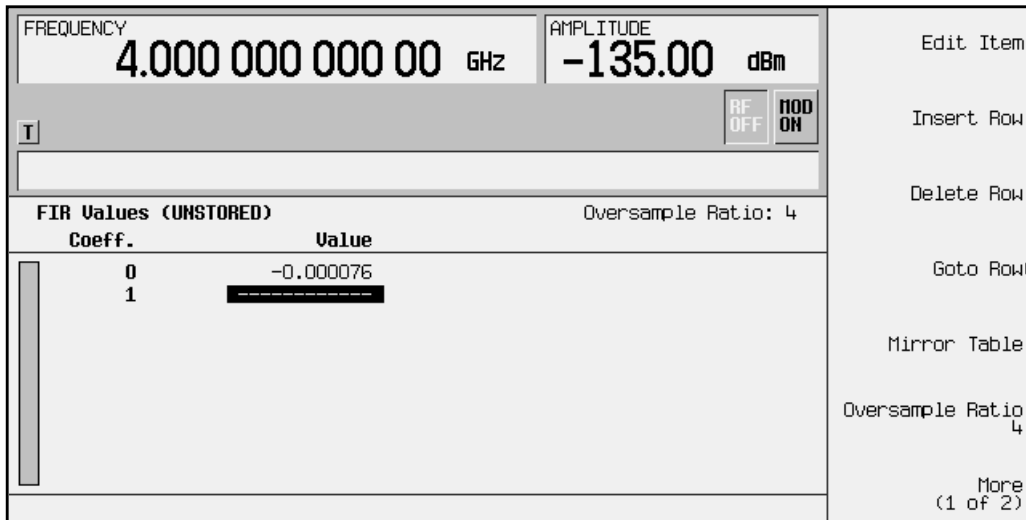 FREQUENCY
4.000 000 000 00 GHz
AMPLITUDE
-135.00 dBm
RF OFF
MOD ON
T
FIR Values (UNSTORED) Oversample Ratio: 4
Coeff. Value
0 -0.000076
1 ------------
Edit Item
Insert Row
Delete Row
Goto Row
Mirror Table
Oversample Ratio
4
More
(1 of 2)